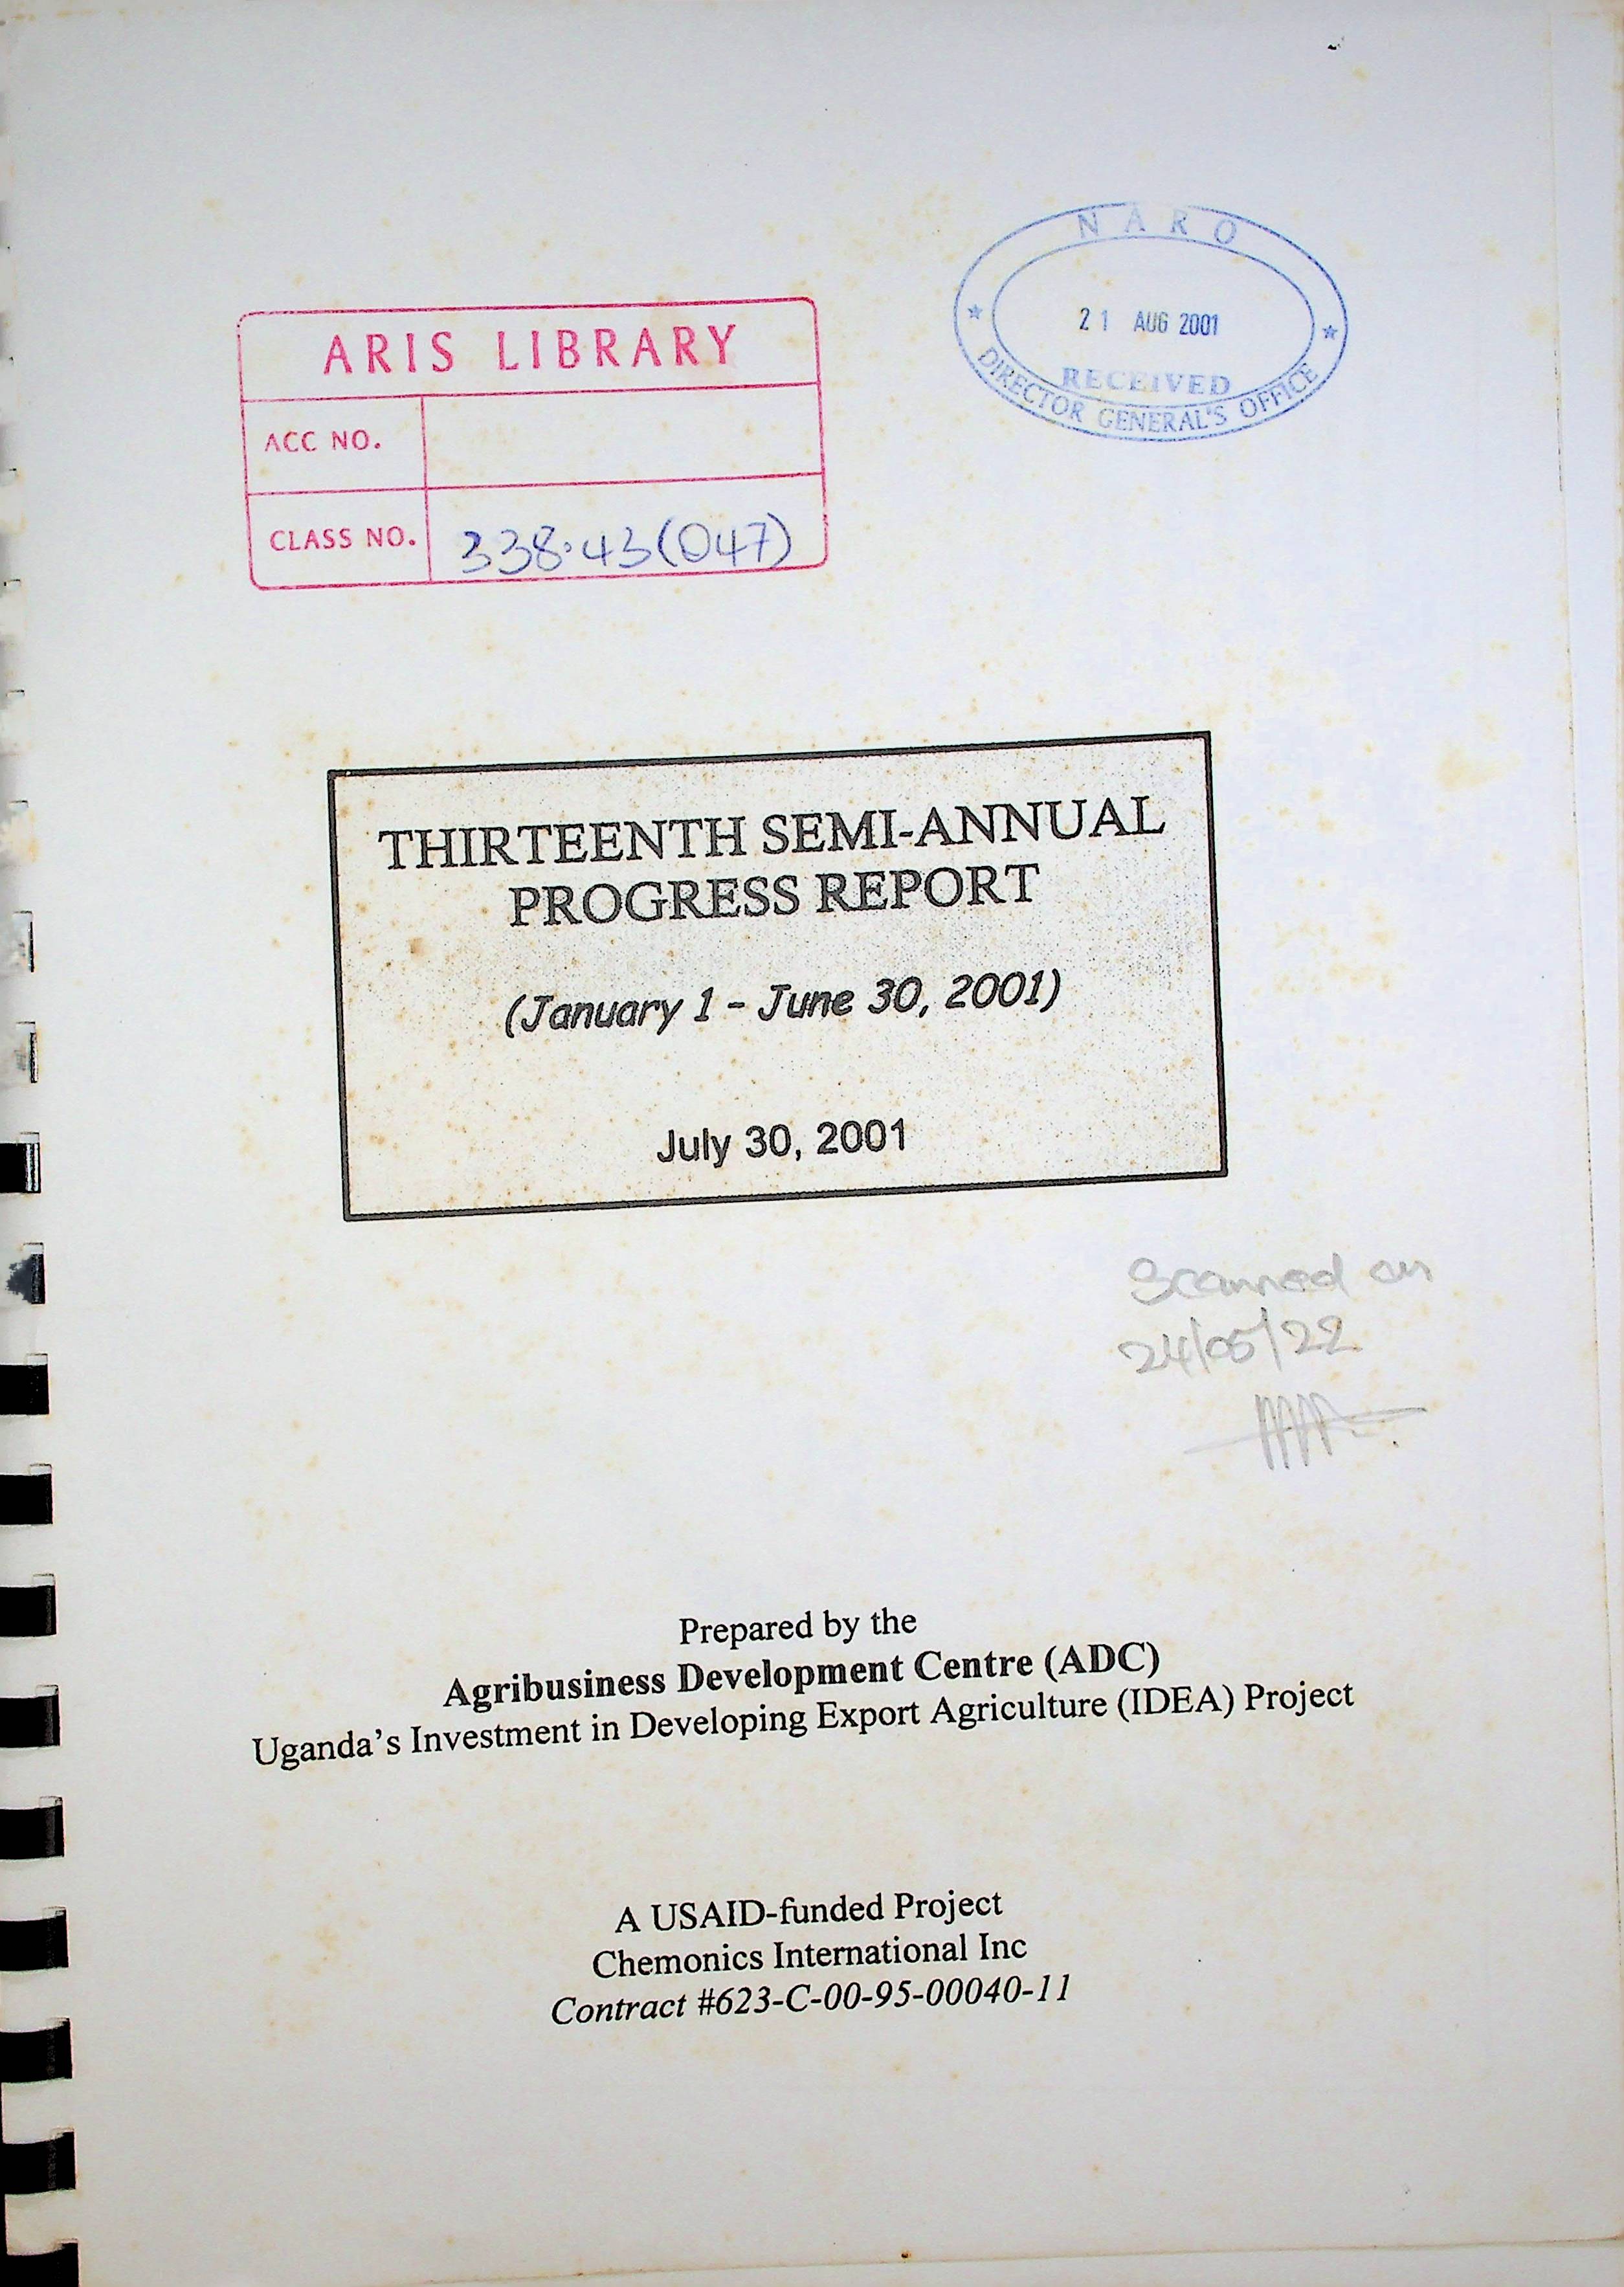 NARO
21 AUG 2001
RECEIVED
DIRECTOR GENERAL'S OFFICE
ARIS LIBRARY
ACC NO.
CLASS NO. 338.43(047)
THIRTEENTH SEMI-ANNUAL
PROGRESS REPORT
(January 1 - June 30, 2001)
July 30, 2001
Scanned on
24/05/22
Prepared by the
Agribusiness Development Centre (ADC)
Uganda's Investment in Developing Export Agriculture (IDEA) Project
A USAID-funded Project
Chemonics International Inc
Contract #623-C-00-95-00040-11